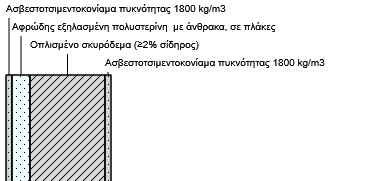 Ασβεστοτσιμεντοκονίαμα πυκνότητας 1800 kg/m3
Αφρώδης εξηλασμένη πολυστερίνη με άνθρακα, σε πλάκες
Οπλισμένο σκυρόδεμα (≥2% σίδηρος)
Ασβεστοτσιμεντοκονίαμα πυκνότητας 1800 kg/m3